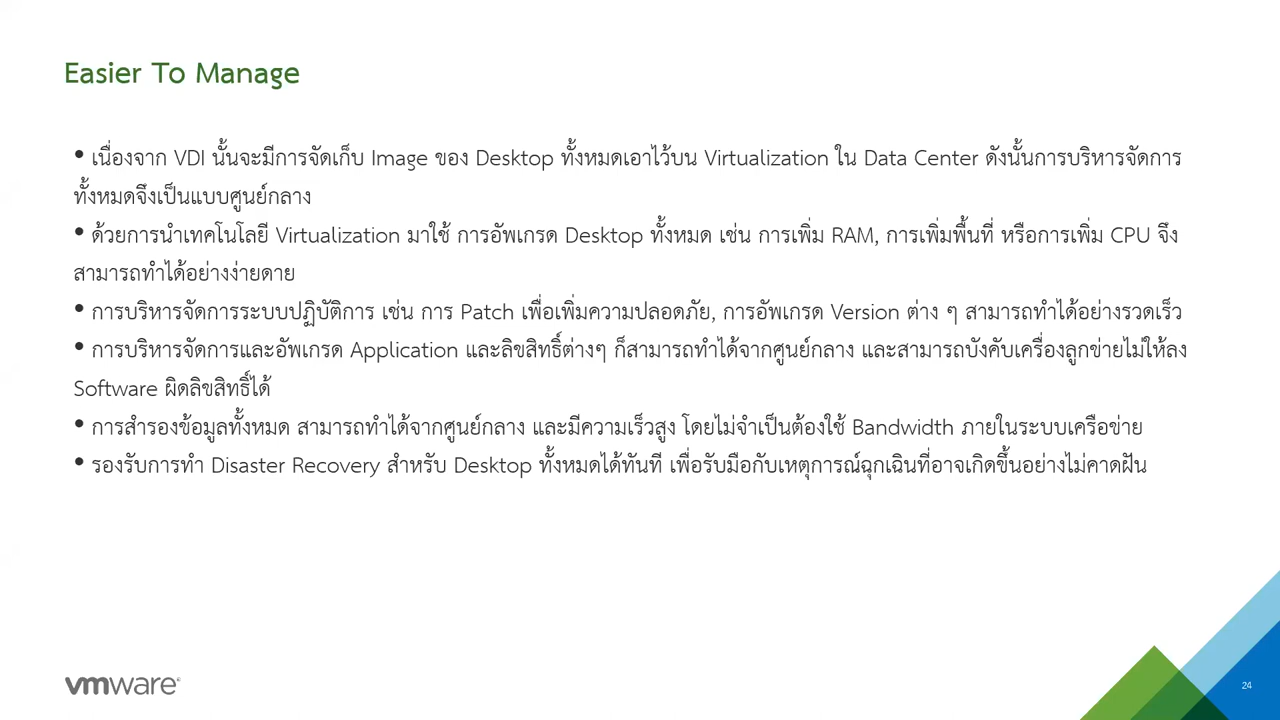 Easier To Manage
• เนื่องจาก VDI นั้นจะมีการจัดเก็บ Image ของ Desktop ทั้งหมดเอาไว้บน Virtualization ใน Data Center ดังนั้นการบริหารจัดการ
ทั้งหมดจึงเป็นแบบศูนย์กลาง
• ด้วยการนำเทคโนโลยี Virtualization มาใช้ การอัพเกรด Desktop ทั้งหมด เช่น การเพิ่ม RAM, การเพิ่มพื้นที่ หรือการเพิ่ม CPU จึง
สามารถทำได้อย่างง่ายดาย
• การบริหารจัดการระบบปฏิบัติการ เช่น การ Patch เพื่อเพิ่มความปลอดภัย, การอัพเกรด Version ต่าง ๆ สามารถทำได้อย่างรวดเร็ว
• การบริหารจัดการและอัพเกรด Application และลิขสิทธิ์ต่างๆ ก็สามารถทำได้จากศูนย์กลาง และสามารถบังคับเครื่องลูกข่ายไม่ให้ลง
Software ผิดลิขสิทธิ์ได้
• การสำรองข้อมูลทั้งหมด สามารถทำได้จากศูนย์กลาง และมีความเร็วสูง โดยไม่จำเป็นต้องใช้ Bandwidth ภายในระบบเครือข่าย
• รองรับการทำ Disaster Recovery สำหรับ Desktop ทั้งหมดได้ทันที เพื่อรับมือกับเหตุการณ์ฉุกเฉินที่อาจเกิดขึ้นอย่างไม่คาดฝัน
vmware
24